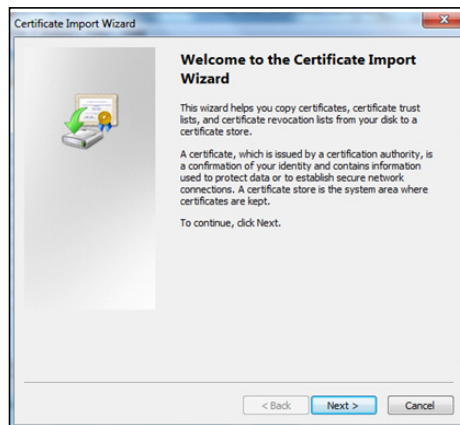 Certificate Import Wizard
Welcome to the Certificate Import
Wizard
This wizard helps you copy certificates, certificate trust
lists, and certificate revocation lists from your disk to a
certificate store.
A certificate, which is issued by a certification authority, is
a confirmation of your identity and contains information
used to protect data or to establish secure network
connections. A certificate store is the system area where
certificates are kept.
To continue, click Next.
< Back Next > Cancel